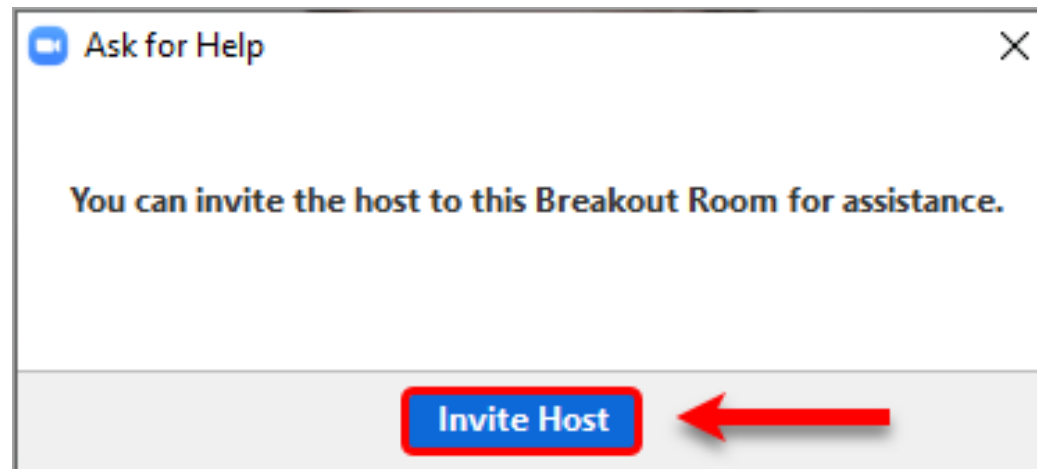 Ask for Help
You can invite the host to this Breakout Room for assistance.
Invite Host